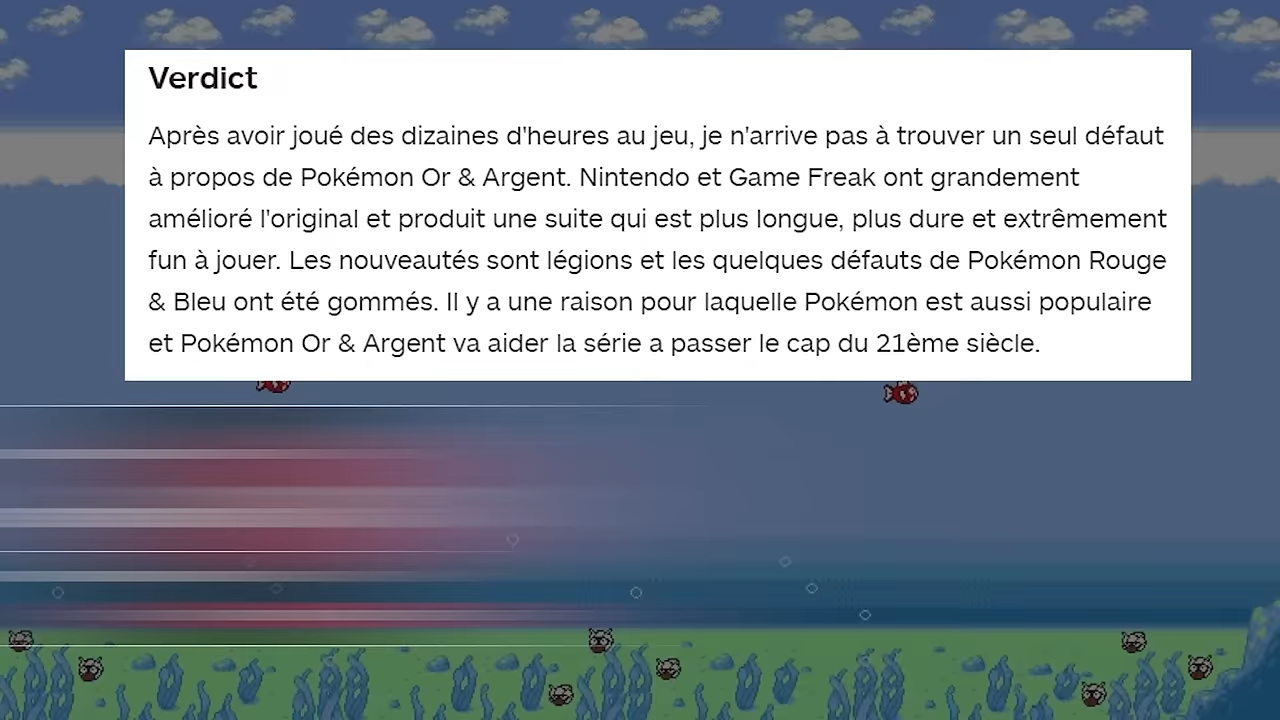 Verdict
Après avoir joué des dizaines d'heures au jeu, je n'arrive pas à trouver un seul défaut
à propos de Pokémon Or & Argent. Nintendo et Game Freak ont grandement
amélioré l'original et produit une suite qui est plus longue, plus dure et extrêmement
fun à jouer. Les nouveautés sont légions et les quelques défauts de Pokémon Rouge
& Bleu ont été gommés. Il y a une raison pour laquelle Pokémon est aussi populaire
et Pokémon Or & Argent va aider la série a passer le cap du 21ème siècle.